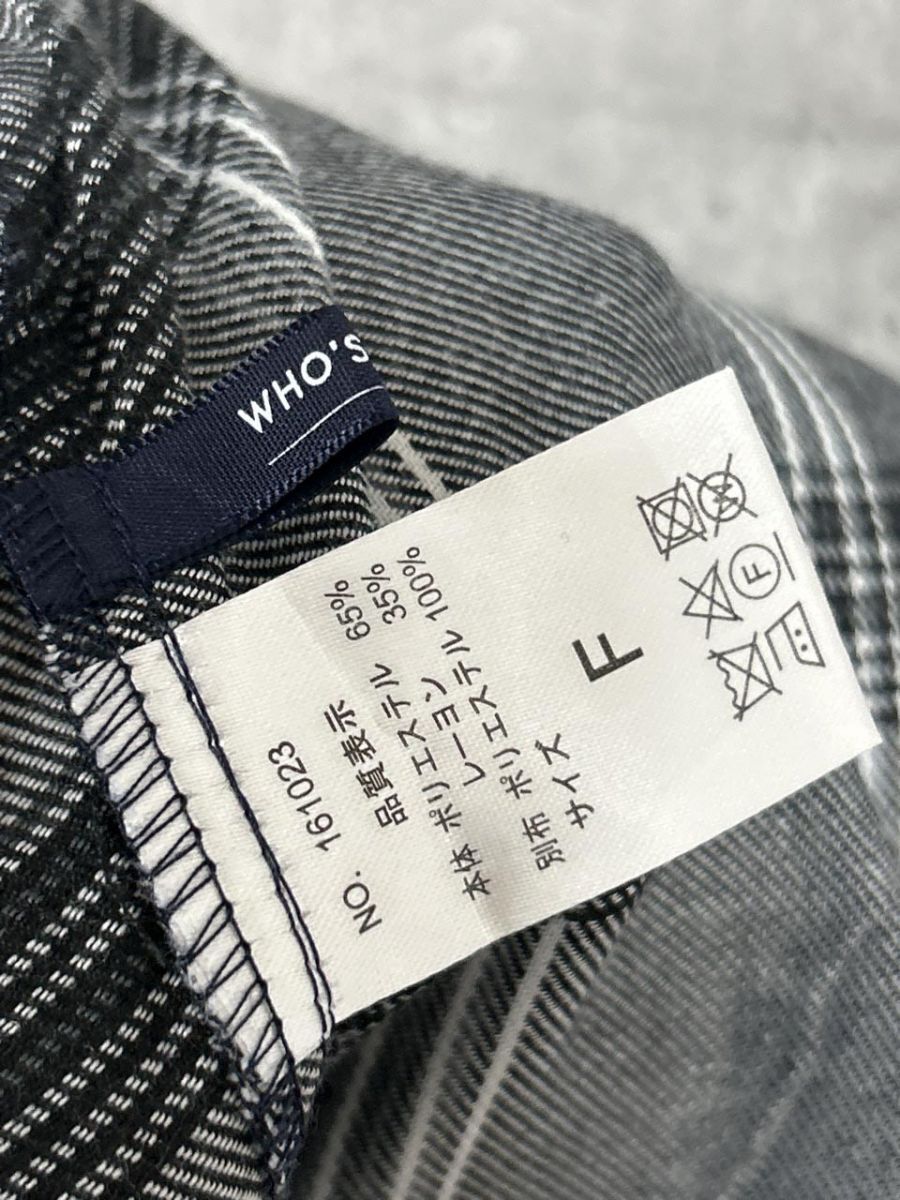 WHO'S
NO. 161023
品質表示
本体 ポリエステル 65%
レーヨン 35%
別布 ポリエステル 100%
サイズ
F
W
F